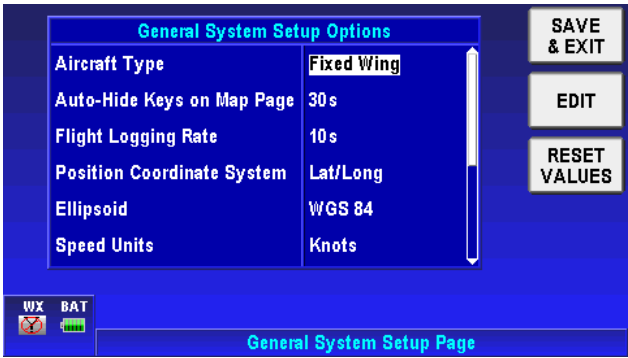 General System Setup Options
Aircraft Type Fixed Wing
Auto-Hide Keys on Map Page 30s
Flight Logging Rate 10s
Position Coordinate System Lat/Long
Ellipsoid WGS 84
Speed Units Knots
SAVE
& EXIT
EDIT
RESET
VALUES
WX BAT
General System Setup Page